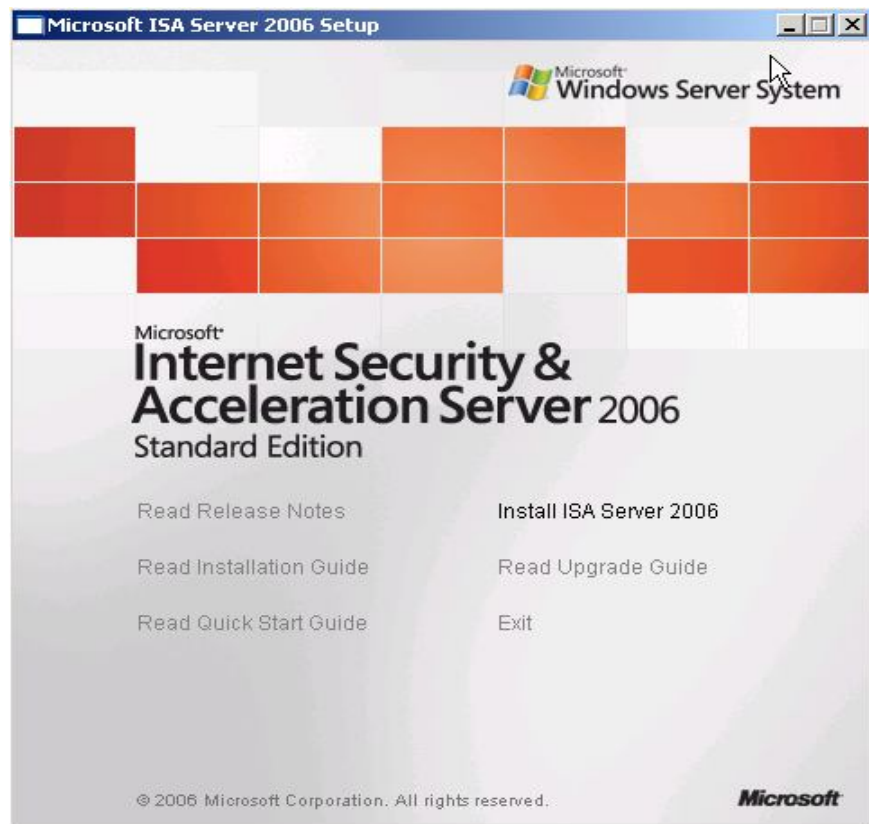 Microsoft ISA Server 2006 Setup
Microsoft
Windows Server System
Microsoft
Internet Security &
Acceleration Server 2006
Standard Edition
Read Release Notes
Install ISA Server 2006
Read Installation Guide
Read Upgrade Guide
Read Quick Start Guide
Exit
© 2006 Microsoft Corporation. All rights reserved.
Microsoft